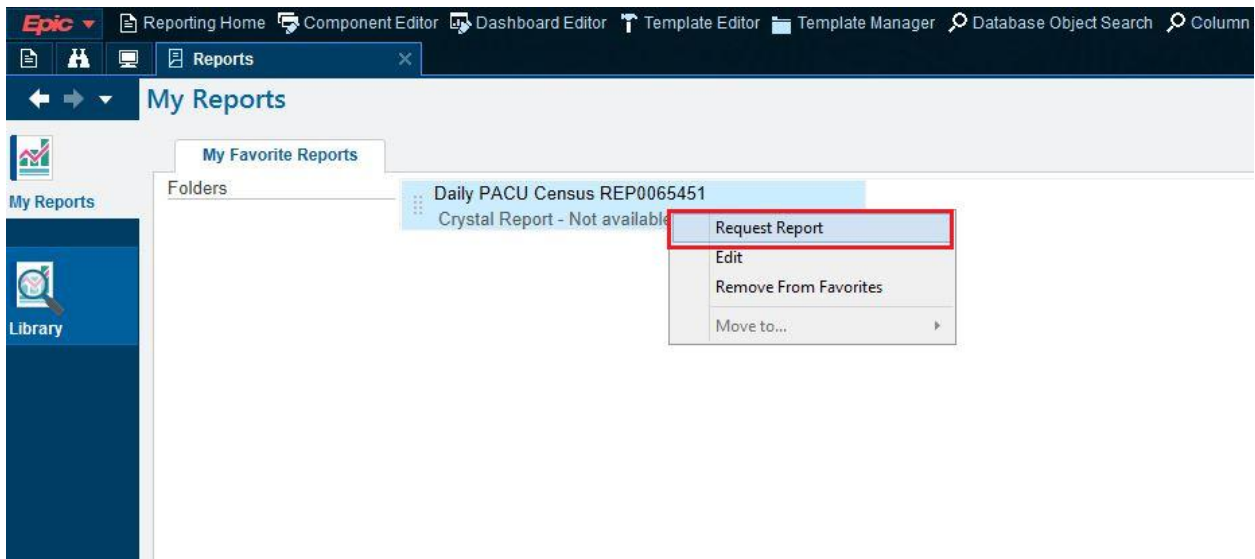 Epic Reporting Home Component Editor Dashboard Editor Template Editor Template Manager Database Object Search Column
Reports
My Reports
My Favorite Reports
My Reports
Folders
Daily PACU Census REP0065451
Crystal Report - Not available
Request Report
Edit
Remove From Favorites
Move to...
Library